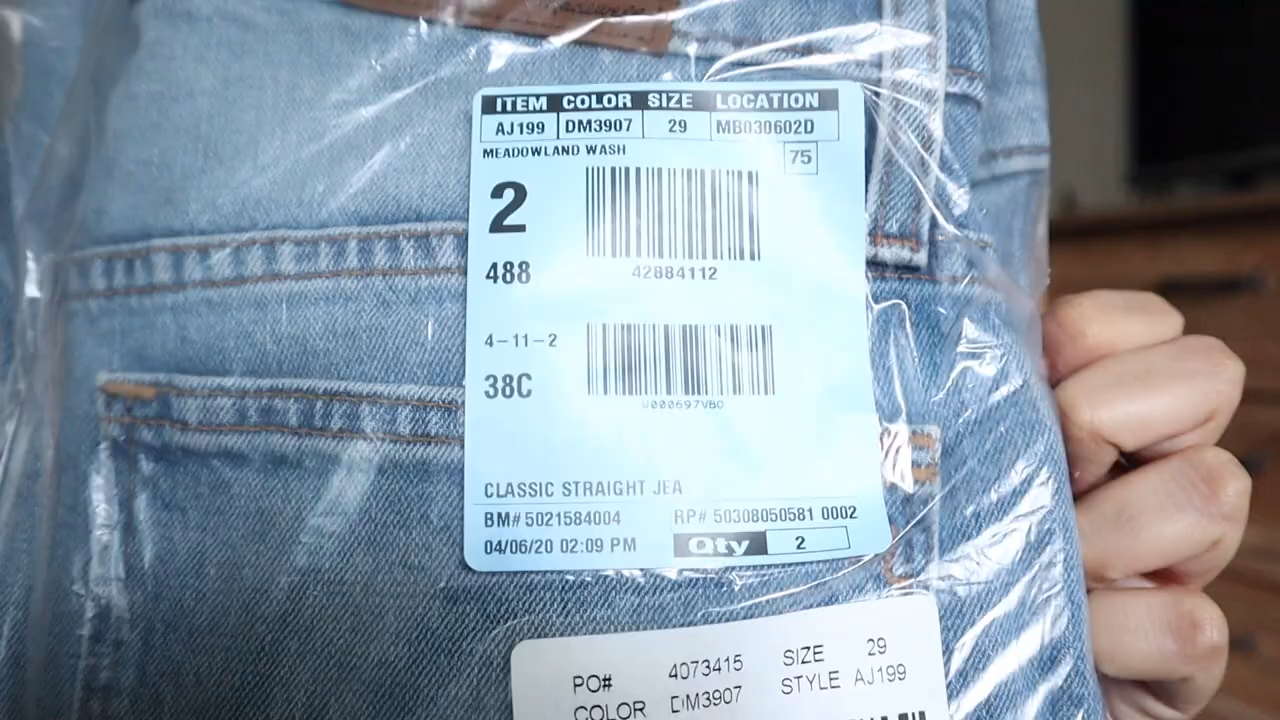 ITEM COLOR SIZE LOCATION
AJ199 DM3907 29 MB030602D
MEADOWLAND WASH 75
2
42884112
488
4-11-2
38C
W000697VBO
CLASSIC STRAIGHT JEA
BM# 5021584004 RP# 50308050581 0002
04/06/20 02:09 PM Qty 2
PO# 4073415 SIZE 29
COLOR DM3907 STYLE AJ199